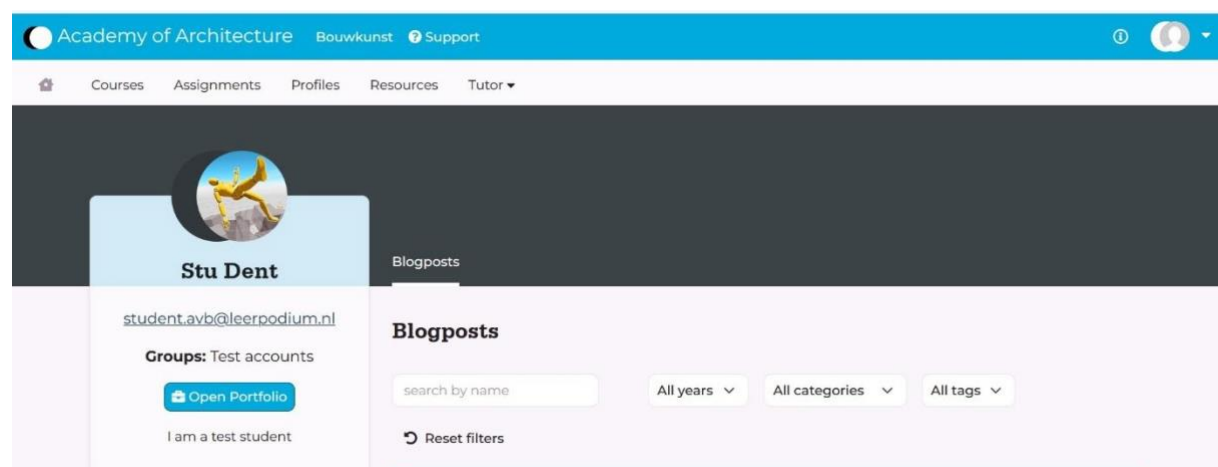 Academy of Architecture Bouwkunst Support
Courses Assignments Profiles Resources Tutor
Stu Dent
student.avb@leerpodium.nl
Groups: Test accounts
Open Portfolio
I am a test student
Blogposts
Blogposts
search by name All years All categories All tags
Reset filters